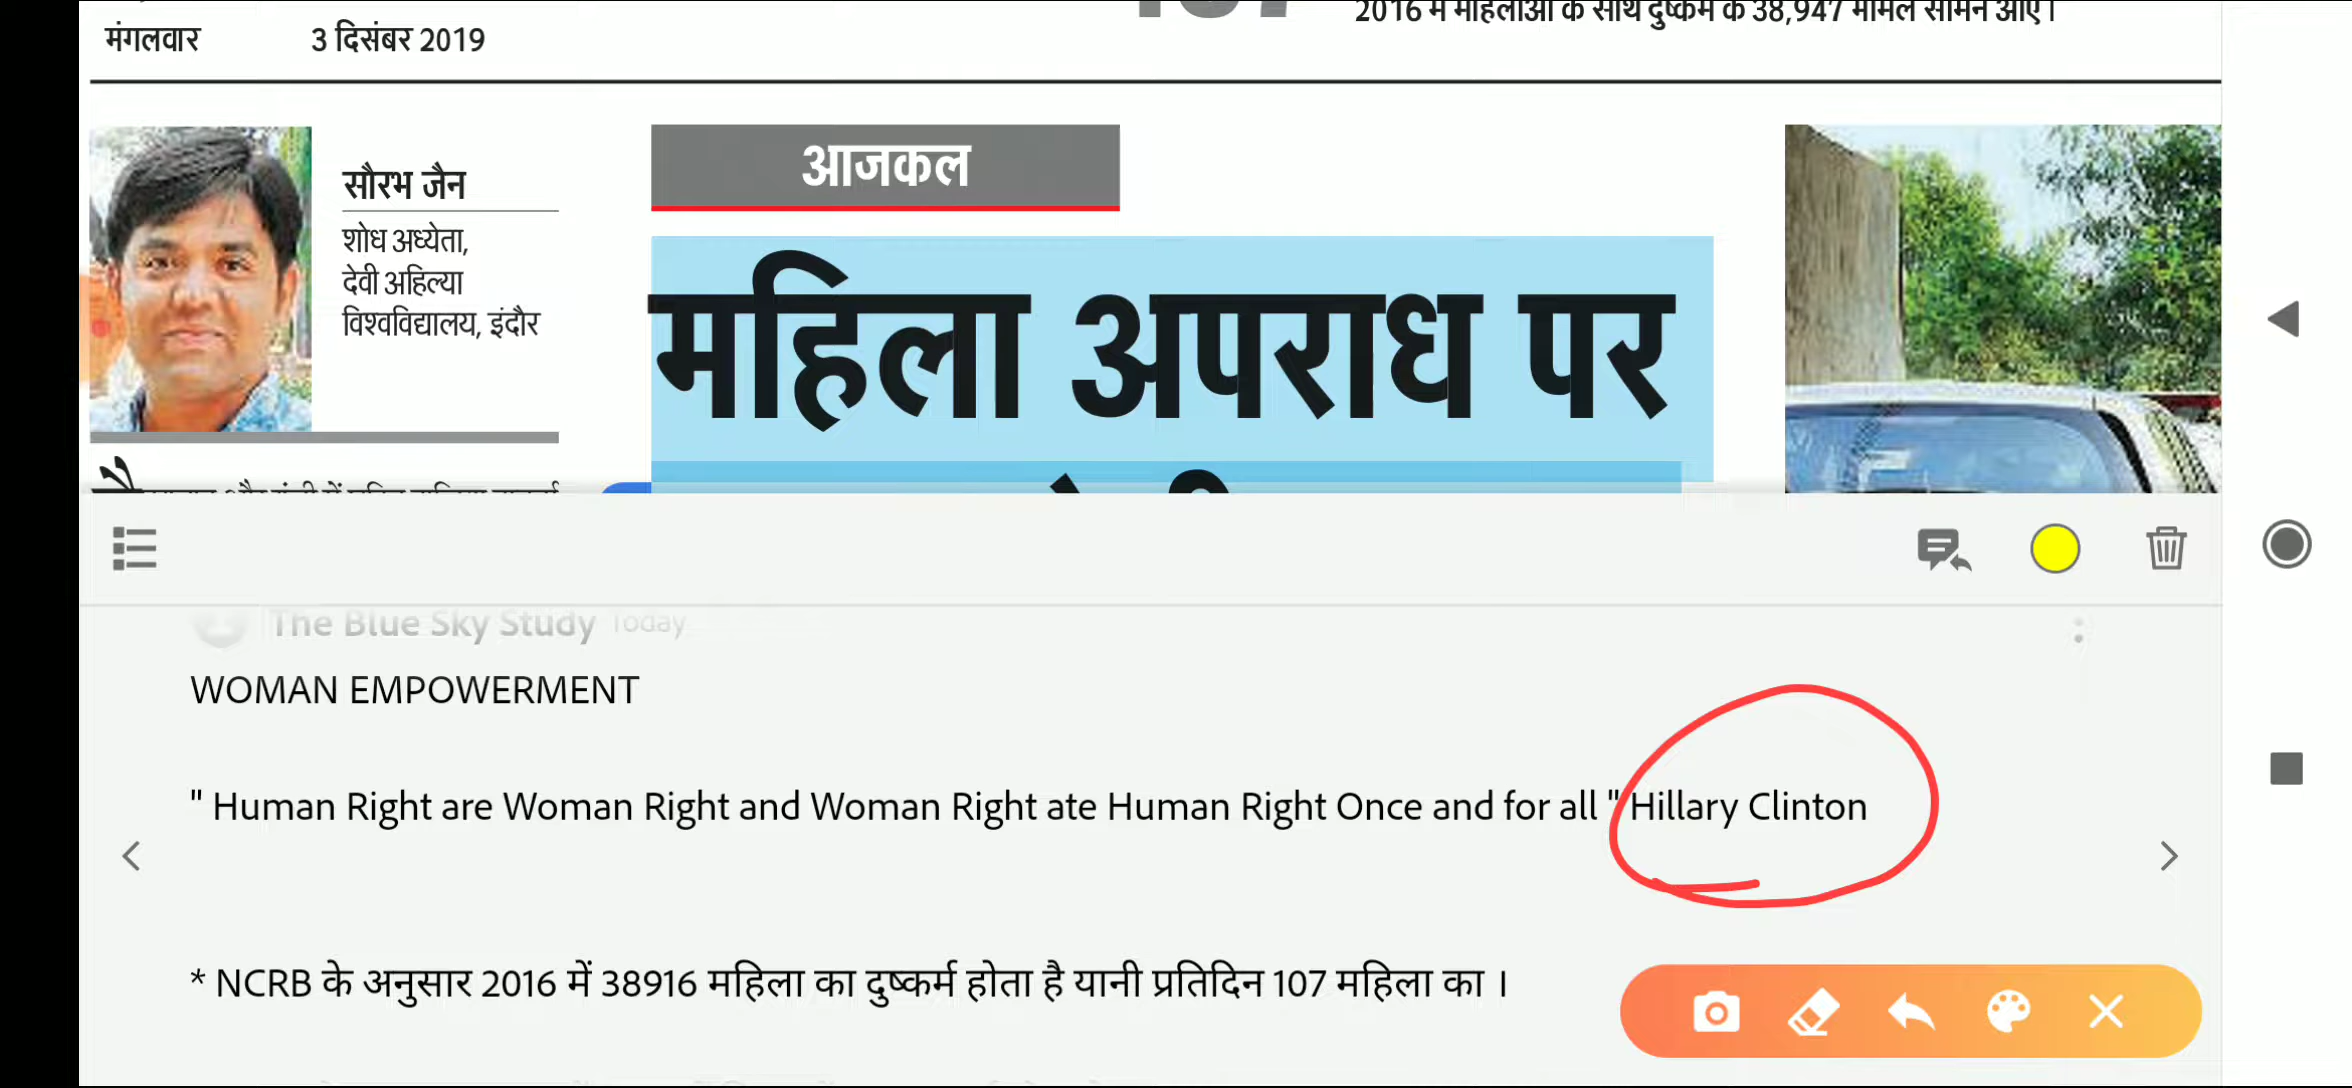 मंगलवार 3 दिसंबर 2019
2016 में महिलाओं के साथ दुष्कर्म के 38,947 मामले सामने आए।
सौरभ जैन
शोध अध्येता,
देवी अहिल्या
विश्वविद्यालय, इंदौर
आजकल
महिला अपराध पर
The Blue Sky Study Today
WOMAN EMPOWERMENT
" Human Right are Woman Right and Woman Right ate Human Right Once and for all " Hillary Clinton
* NCRB के अनुसार 2016 में 38916 महिला का दुष्कर्म होता है यानी प्रतिदिन 107 महिला का ।